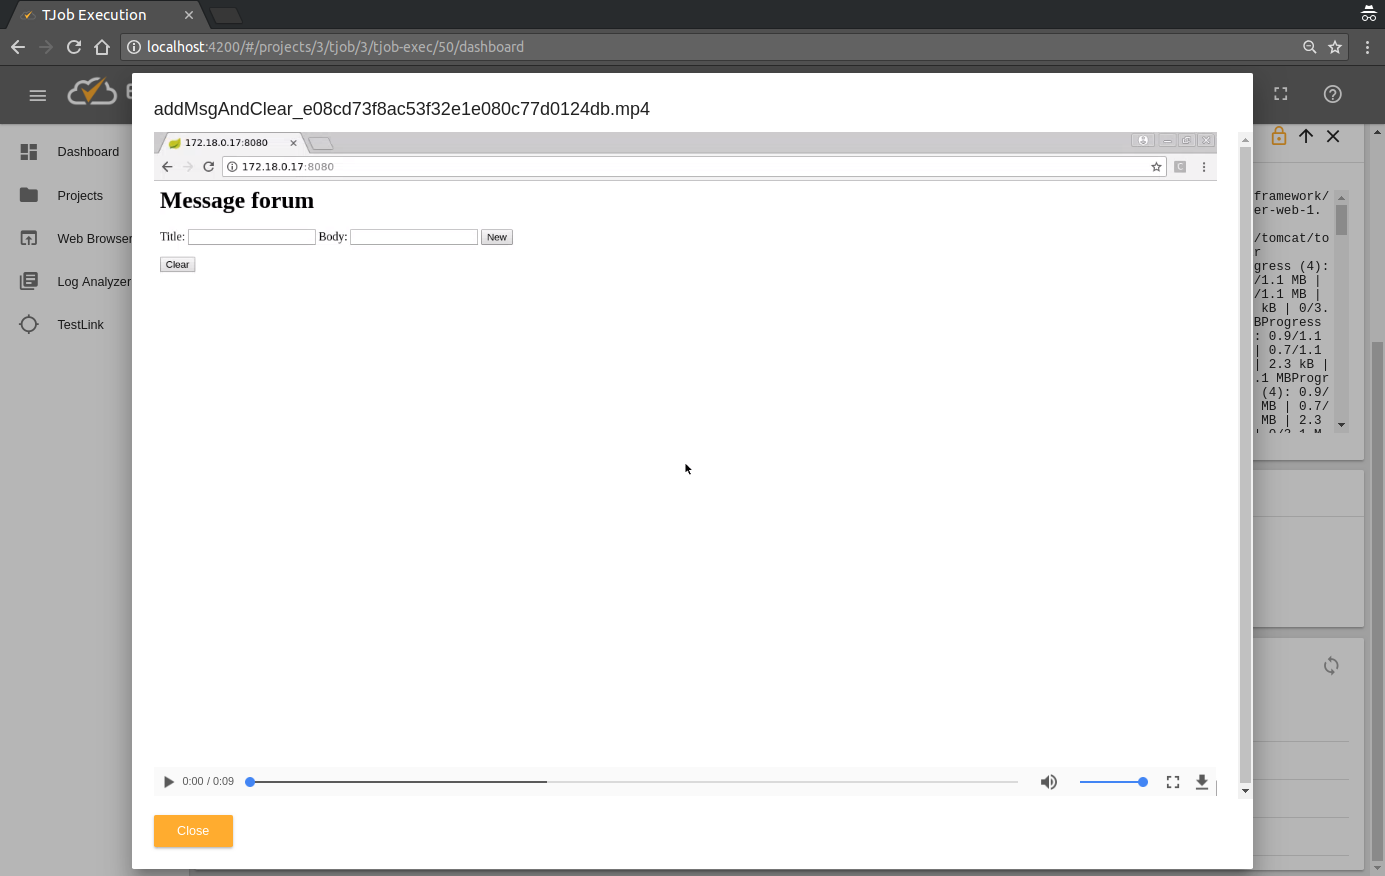 TJob Execution
localhost:4200/#/projects/3/tjob/3/tjob-exec/50/dashboard
E
addMsgAndClear_e08cd73f8ac53f32e1e080c77d0124db.mp4
172.18.0.17:8080
172.18.0.17:8080
Message forum
Title: Body: New
Clear
Dashboard
Projects
Web Browser
Log Analyzer
TestLink
framework/
er-web-1.
/tomcat/to
r
gress (4):
/1.1 MB |
/1.1 MB |
kB | 0/3.
BProgress
: 0.9/1.1
| 0.7/1.1
| 2.3 kB |
.1 MBProgr
(4): 0.9/
MB | 0.7/
MB | 2.3
0:00 / 0:09
Close